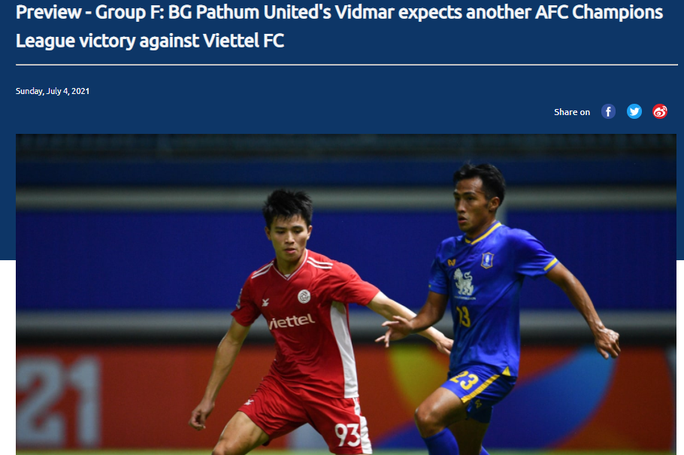 Preview - Group F: BG Pathum United's Vidmar expects another AFC Champions
League victory against Viettel FC
Sunday, July 4, 2021
Share on
viettel
23
21
23
93